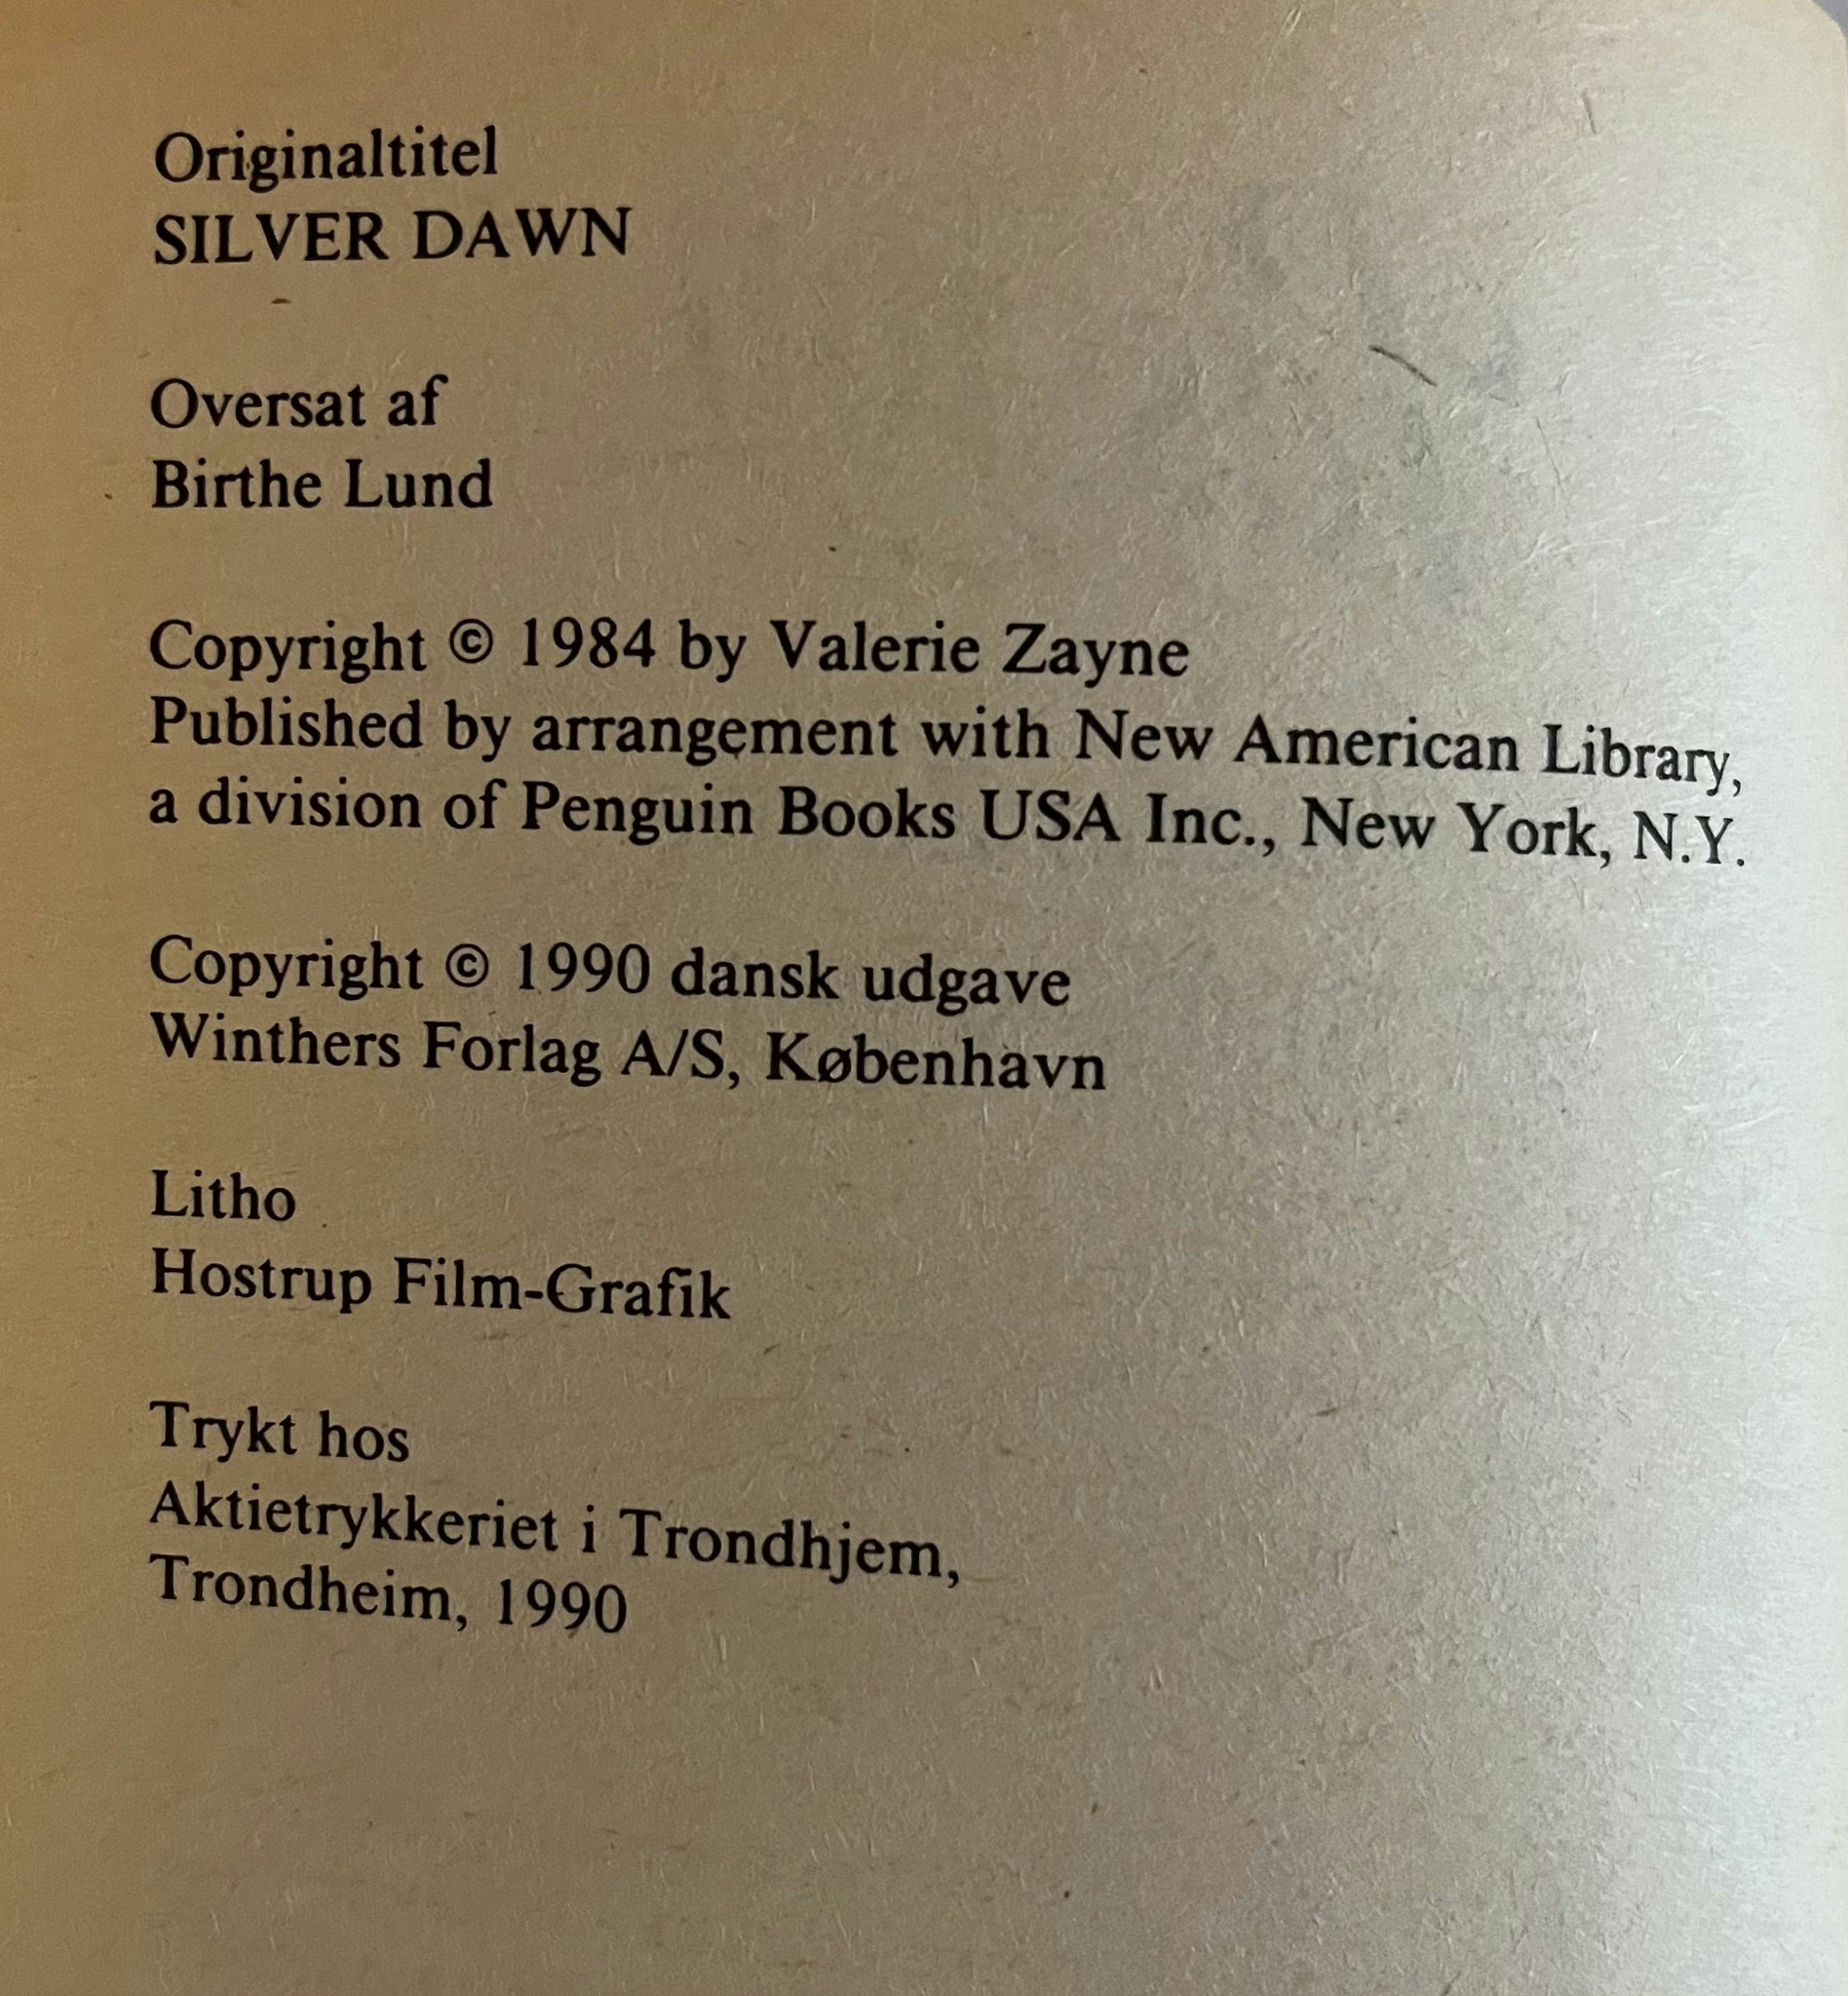 Originaltitel
SILVER DAWN
Oversat af
Birthe Lund
Copyright © 1984 by Valerie Zayne
Published by arrangement with New American Library,
a division of Penguin Books USA Inc., New York, N.Y.
Copyright © 1990 dansk udgave
Winthers Forlag A/S, København
Litho
Hostrup Film-Grafik
Trykt hos
Aktietrykkeriet i Trondhjem,
Trondheim, 1990